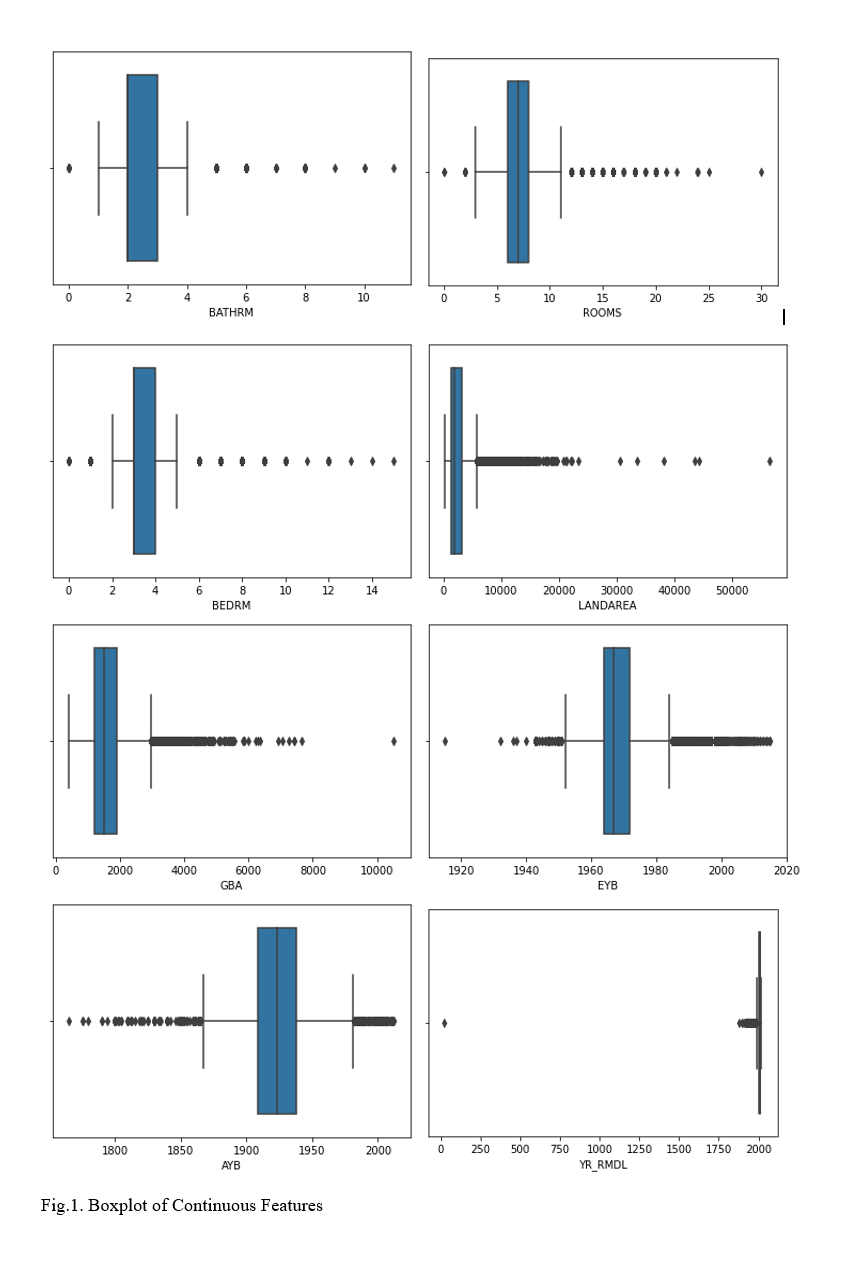 0 2 4 6 8 10
BATHRM
0 5 10 15 20 25 30
ROOMS
0 2 4 6 8 10 12 14
BEDRM
0 10000 20000 30000 40000 50000
LANDAREA
0 2000 4000 6000 8000 10000
GBA
1920 1940 1960 1980 2000 2020
EYB
1800 1850 1900 1950 2000
AYB
0 250 500 750 1000 1250 1500 1750 2000
YR_RMDL
Fig.1. Boxplot of Continuous Features